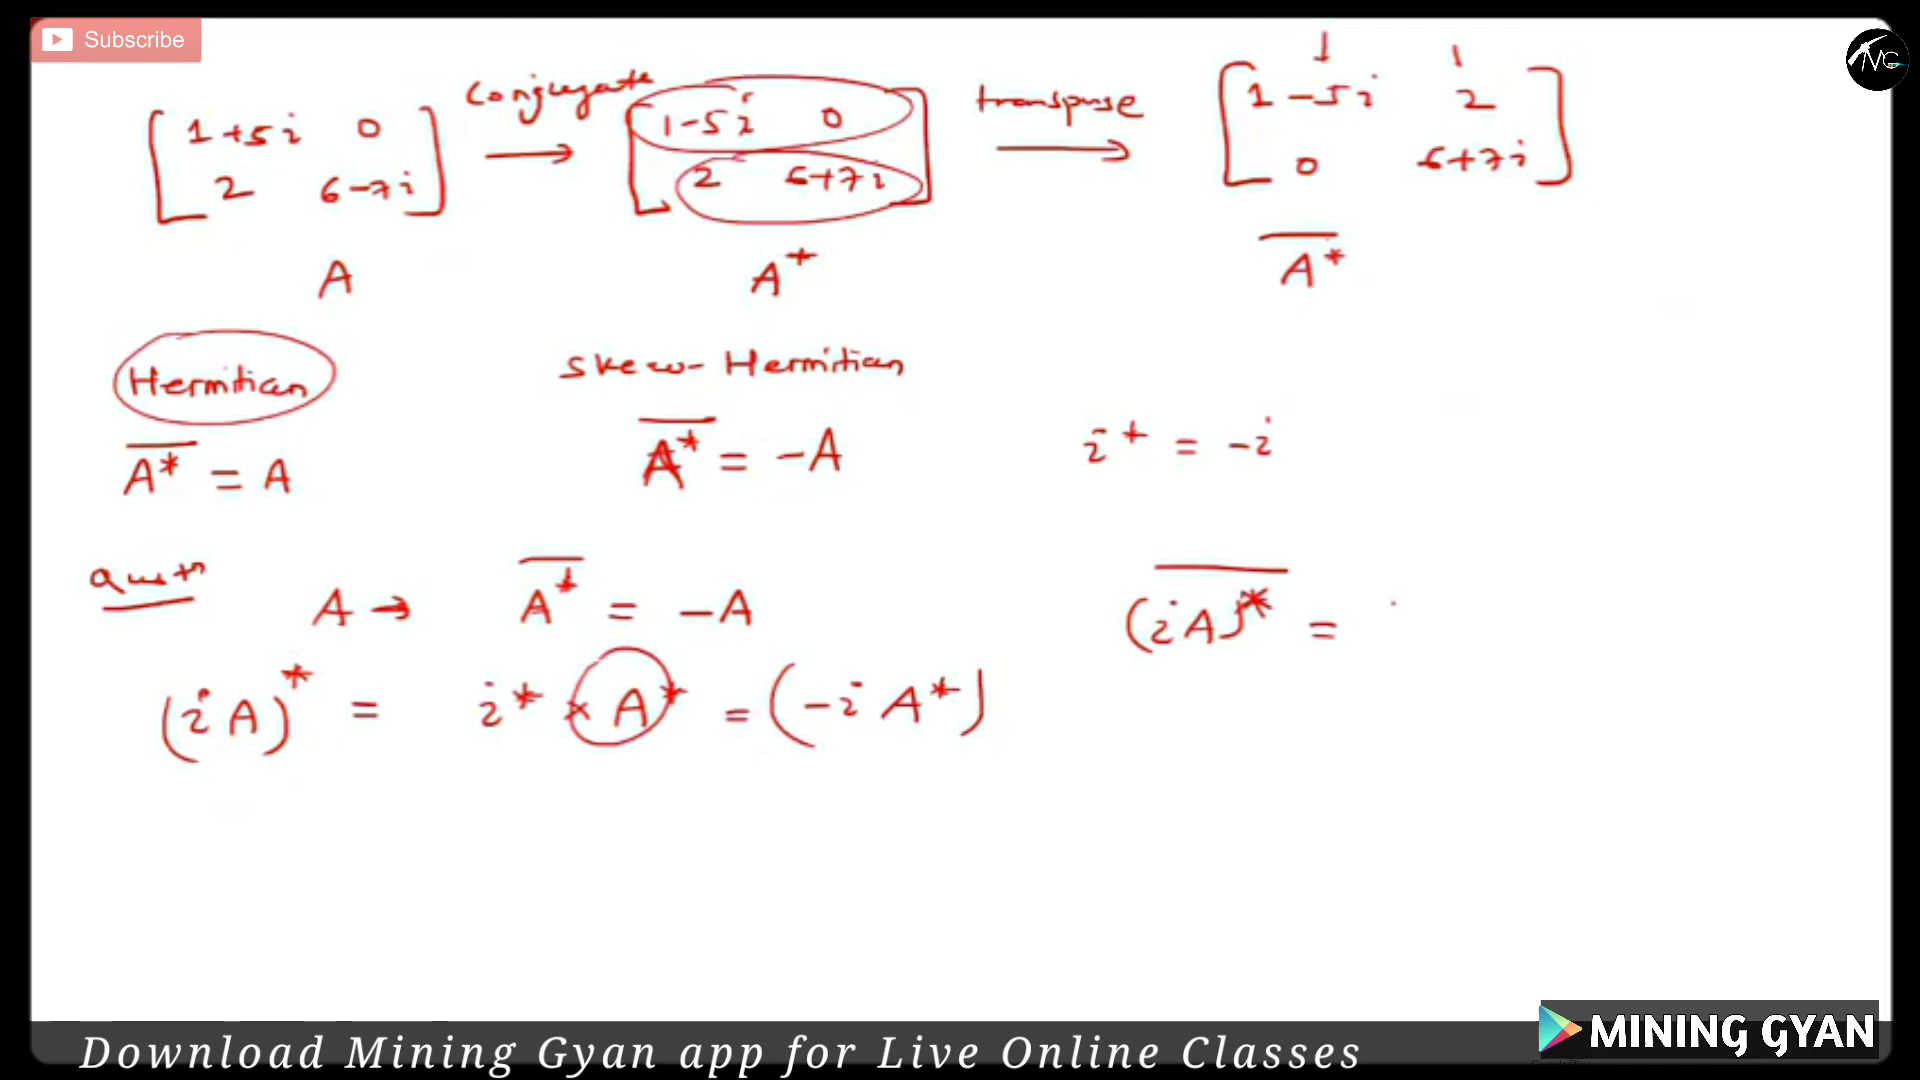 Subscribe
MG
[1+5i 0 conjugate [1-5i 0 transpose [1-5i 2
2 6-7i] → 2 6+7i] → 0 6+7i]
A A* A*
Hermitian skew-Hermitian
A* = A A* = -A i* = -i
A → A* = -A (iA)* =
(iA)* = i* × A* = (-i A*)
Download Mining Gyan app for Live Online Classes
MINING GYAN